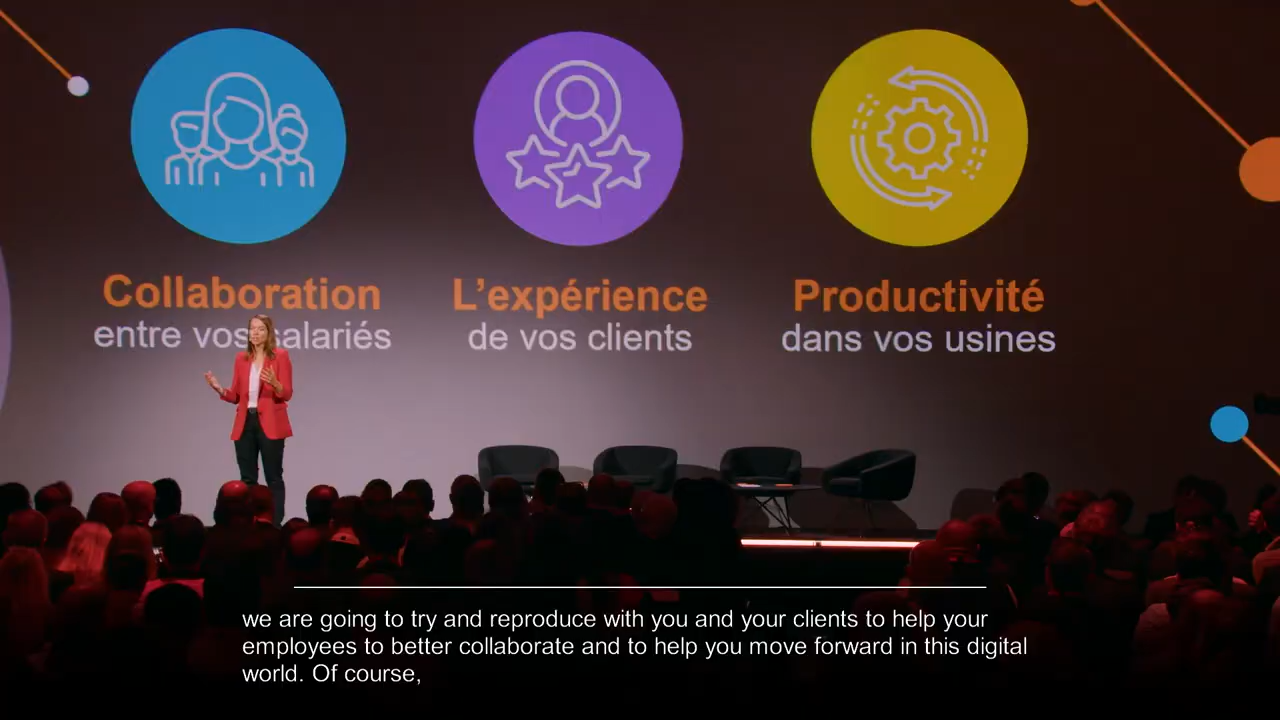 Collaboration
entre vos salariés
L'expérience
de vos clients
Productivité
dans vos usines
we are going to try and reproduce with you and your clients to help your
employees to better collaborate and to help you move forward in this digital
world. Of course,